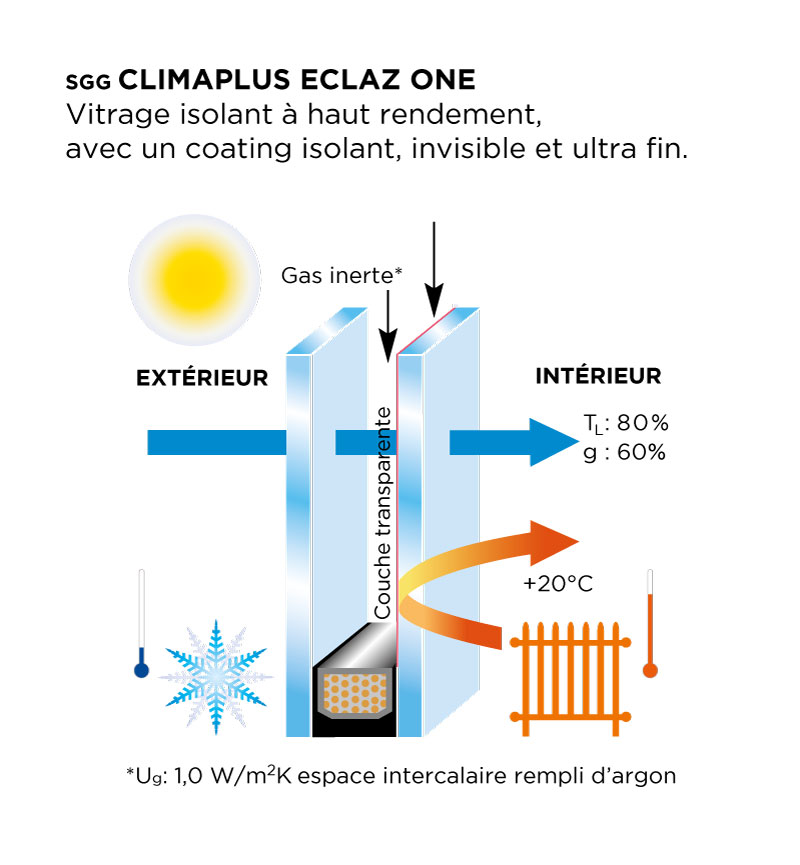 SGG CLIMAPLUS ECLAZ ONE
Vitrage isolant à haut rendement,
avec un coating isolant, invisible et ultra fin.
Gas inerte*
EXTÉRIEUR
INTÉRIEUR
TL: 80%
g : 60%
Couche transparente
+20°C
*Ug: 1,0 W/m²K espace intercalaire rempli d’argon